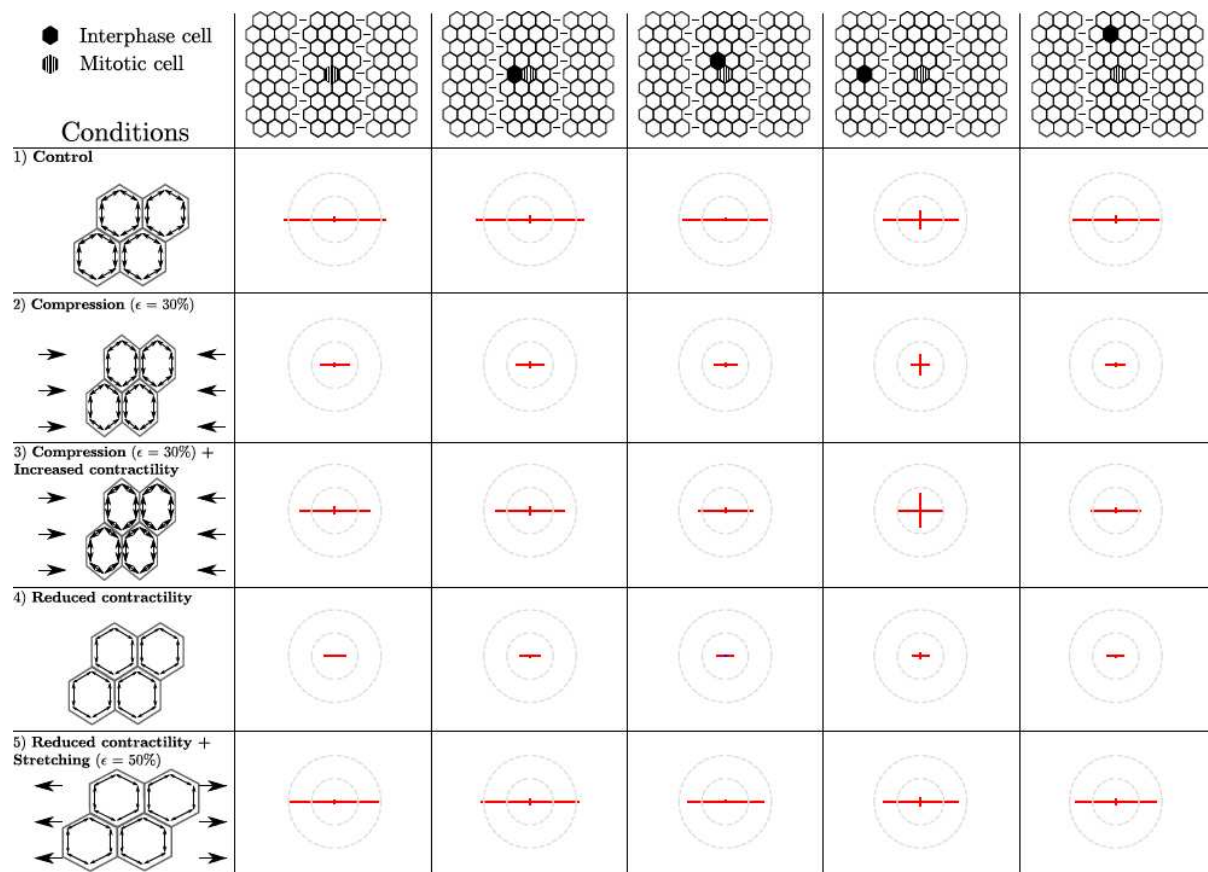 Interphase cell
Mitotic cell
Conditions
1) Control
2) Compression (ϵ = 30%)
3) Compression (ϵ = 30%) +
Increased contractility
4) Reduced contractility
5) Reduced contractility +
Stretching (ϵ = 50%)